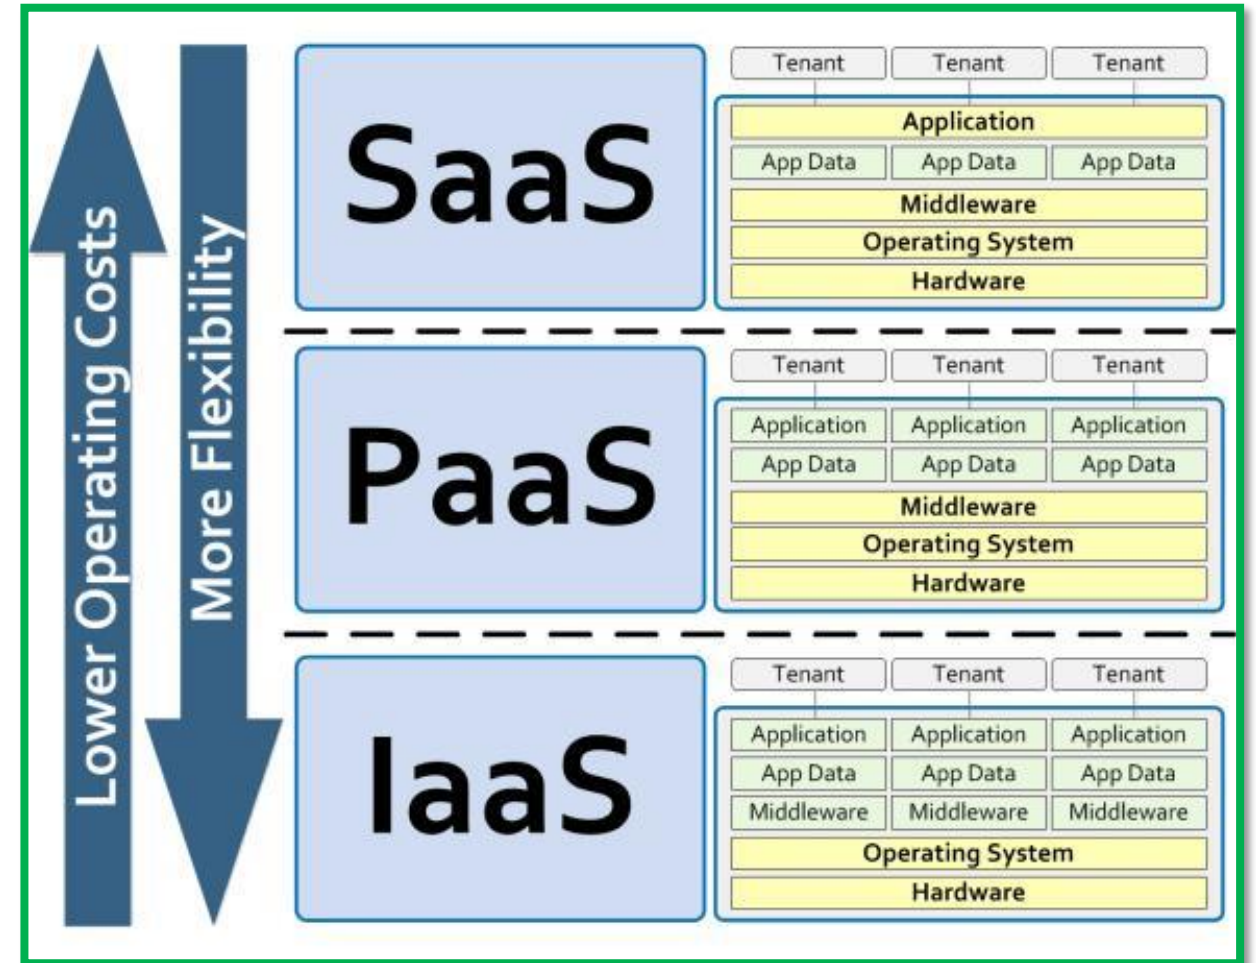 Lower Operating Costs
More Flexibility
SaaS
Tenant Tenant Tenant
Application
App Data App Data App Data
Middleware
Operating System
Hardware
PaaS
Tenant Tenant Tenant
Application Application Application
App Data App Data App Data
Middleware
Operating System
Hardware
IaaS
Tenant Tenant Tenant
Application Application Application
App Data App Data App Data
Middleware Middleware Middleware
Operating System
Hardware